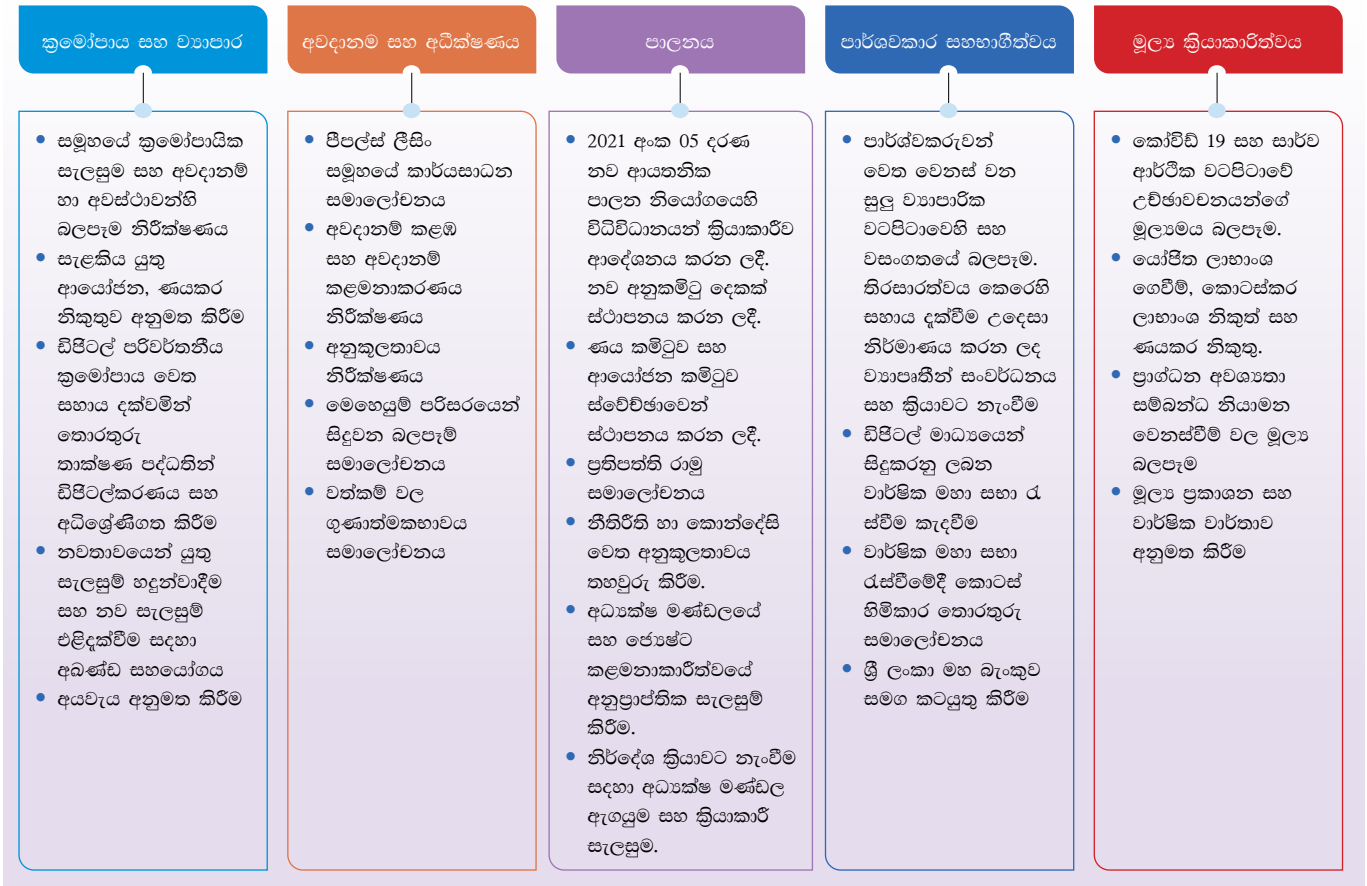 ක්‍රමෝපාය සහ ව්‍යාපාර
සමූහයේ ක්‍රමෝපායික
සැලසුම සහ අවදානම්
හා අවස්ථාවන්හි
බලපෑම නිරීක්ෂණය
සැළකිය යුතු
ආයෝජන, ණයකර
නිකුතුව අනුමත කිරීම
ඩිජිටල් පරිවර්තනීය
ක්‍රමෝපාය වෙත
සහාය දක්වමින්
තොරතුරු
තාක්ෂණ පද්ධතින්
ඩිජිටල්කරණය සහ
අධිශ්‍රේණිගත කිරීම
නවතාවයෙන් යුතු
සැලසුම් හදුන්වාදීම
සහ නව සැලසුම්
එළිදැක්වීම සදහා
අඛණ්ඩ සහයෝගය
අයවැය අනුමත කිරීම
අවදානම සහ අධීක්ෂණය
පීපල්ස් ලීසිං
සමූහයේ කාර්යසාධන
සමාලෝචනය
අවදානම් කළඹ
සහ අවදානම්
කළමනාකරණය
නිරීක්ෂණය
අනුකූලතාවය
නිරීක්ෂණය
මෙහෙයුම් පරිසරයෙන්
සිදුවන බලපෑම්
සමාලෝචනය
වත්කම් වල
ගුණාත්මකභාවය
සමාලෝචනය
පාලනය
2021 අංක 05 දරණ
නව ආයතනික
පාලන නියෝගයෙහි
විධිවිධානයන් ක්‍රියාකාරීව
ආදේශනය කරන ලදී.
නව අනුකමිටු දෙකක්
ස්ථාපනය කරන ලදී.
ණය කමිටුව සහ
ආයෝජන කමිටුව
ස්වේච්ඡාවෙන්
ස්ථාපනය කරන ලදී.
ප්‍රතිපත්ති රාමු
සමාලෝචනය
නීතිරීති හා කොන්දේසි
වෙත අනුකූලතාවය
තහවුරු කිරීම.
අධ්‍යක්ෂ මණ්ඩලයේ
සහ ජ්‍යෙෂ්ට
කළමනාකාරීත්වයේ
අනුප්‍රාප්තික සැලසුම්
කිරීම.
නිර්දේශ ක්‍රියාවට නැංවීම
සදහා අධ්‍යක්ෂ මණ්ඩල
ඇගයුම සහ ක්‍රියාකාරී
සැලසුම.
පාර්ශවකාර සහභාගීත්වය
පාර්ශ්වකරුවන්
වෙත වෙනස් වන
සුලු ව්‍යාපාරික
වටපිටාවෙහි සහ
වසංගතයේ බලපෑම.
තිරසාරත්වය කෙරෙහි
සහාය දැක්වීම උදෙසා
නිර්මාණය කරන ලද
ව්‍යාපෘතීන් සංවර්ධනය
සහ ක්‍රියාවට නැංවීම
ඩිජිටල් මාධ්‍යයෙන්
සිදුකරනු ලබන
වාර්ෂික මහා සභා රැ
ස්වීම කැදවීම
වාර්ෂික මහා සභා
රැස්වීමේදී කොටස්
හිමිකාර තොරතුරු
සමාලෝචනය
ශ්‍රී ලංකා මහ බැංකුව
සමග කටයුතු කිරීම
මූල්‍ය ක්‍රියාකාරිත්වය
කෝවිඩ් 19 සහ සාර්ව
ආර්ථික වටපිටාවේ
උච්ඡාවචනයන්ගේ
මූල්‍යමය බලපෑම.
යෝජිත ලාභාංශ
ගෙවීම්, කොටස්කර
ලාභාංශ නිකුත් සහ
ණයකර නිකුතු.
ප්‍රාග්ධන අවශ්‍යතා
සම්බන්ධ නියාමන
වෙනස්වීම් වල මූල්‍ය
බලපෑම
මූල්‍ය ප්‍රකාශන සහ
වාර්ෂික වාර්තාව
අනුමත කිරීම